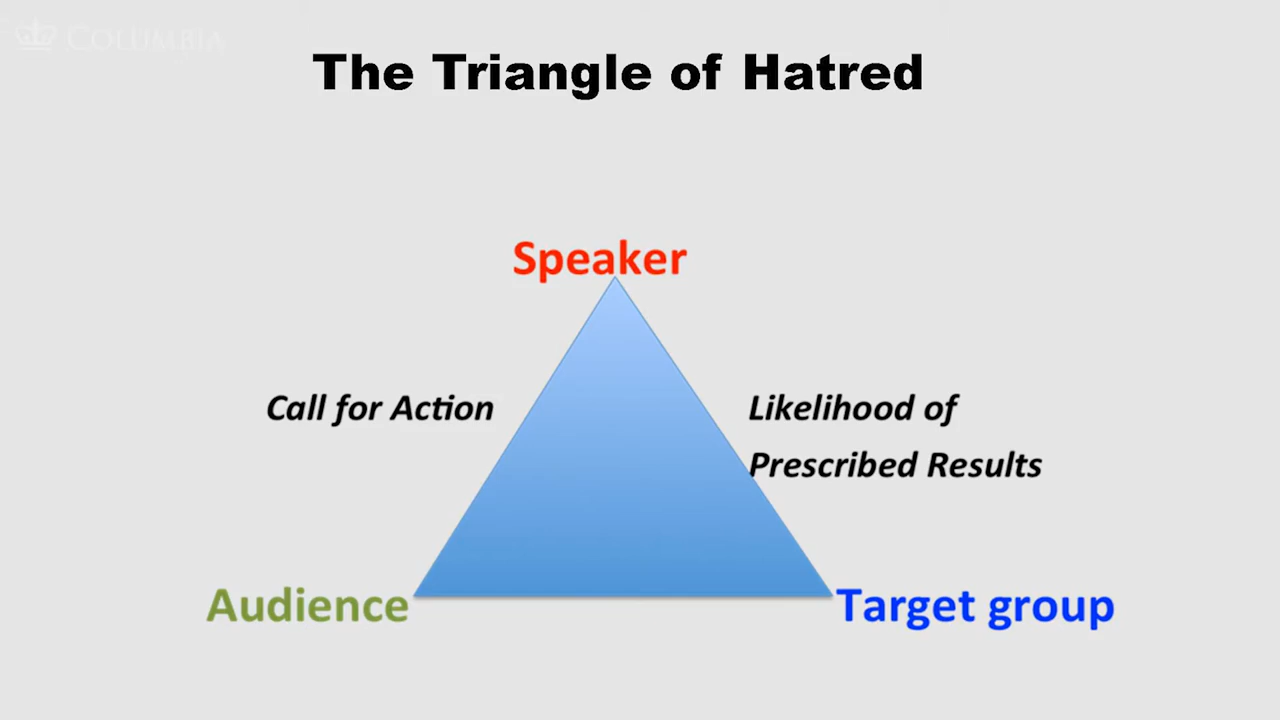 COLUMBIA
The Triangle of Hatred
Speaker
Call for Action
Likelihood of
Prescribed Results
Audience
Target group